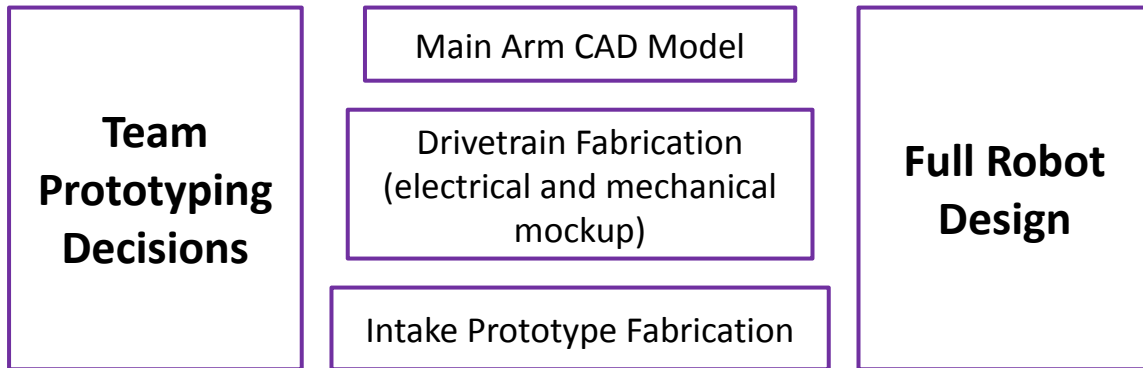 Team
Prototyping
Decisions
Main Arm CAD Model
Drivetrain Fabrication
(electrical and mechanical
mockup)
Intake Prototype Fabrication
Full Robot
Design